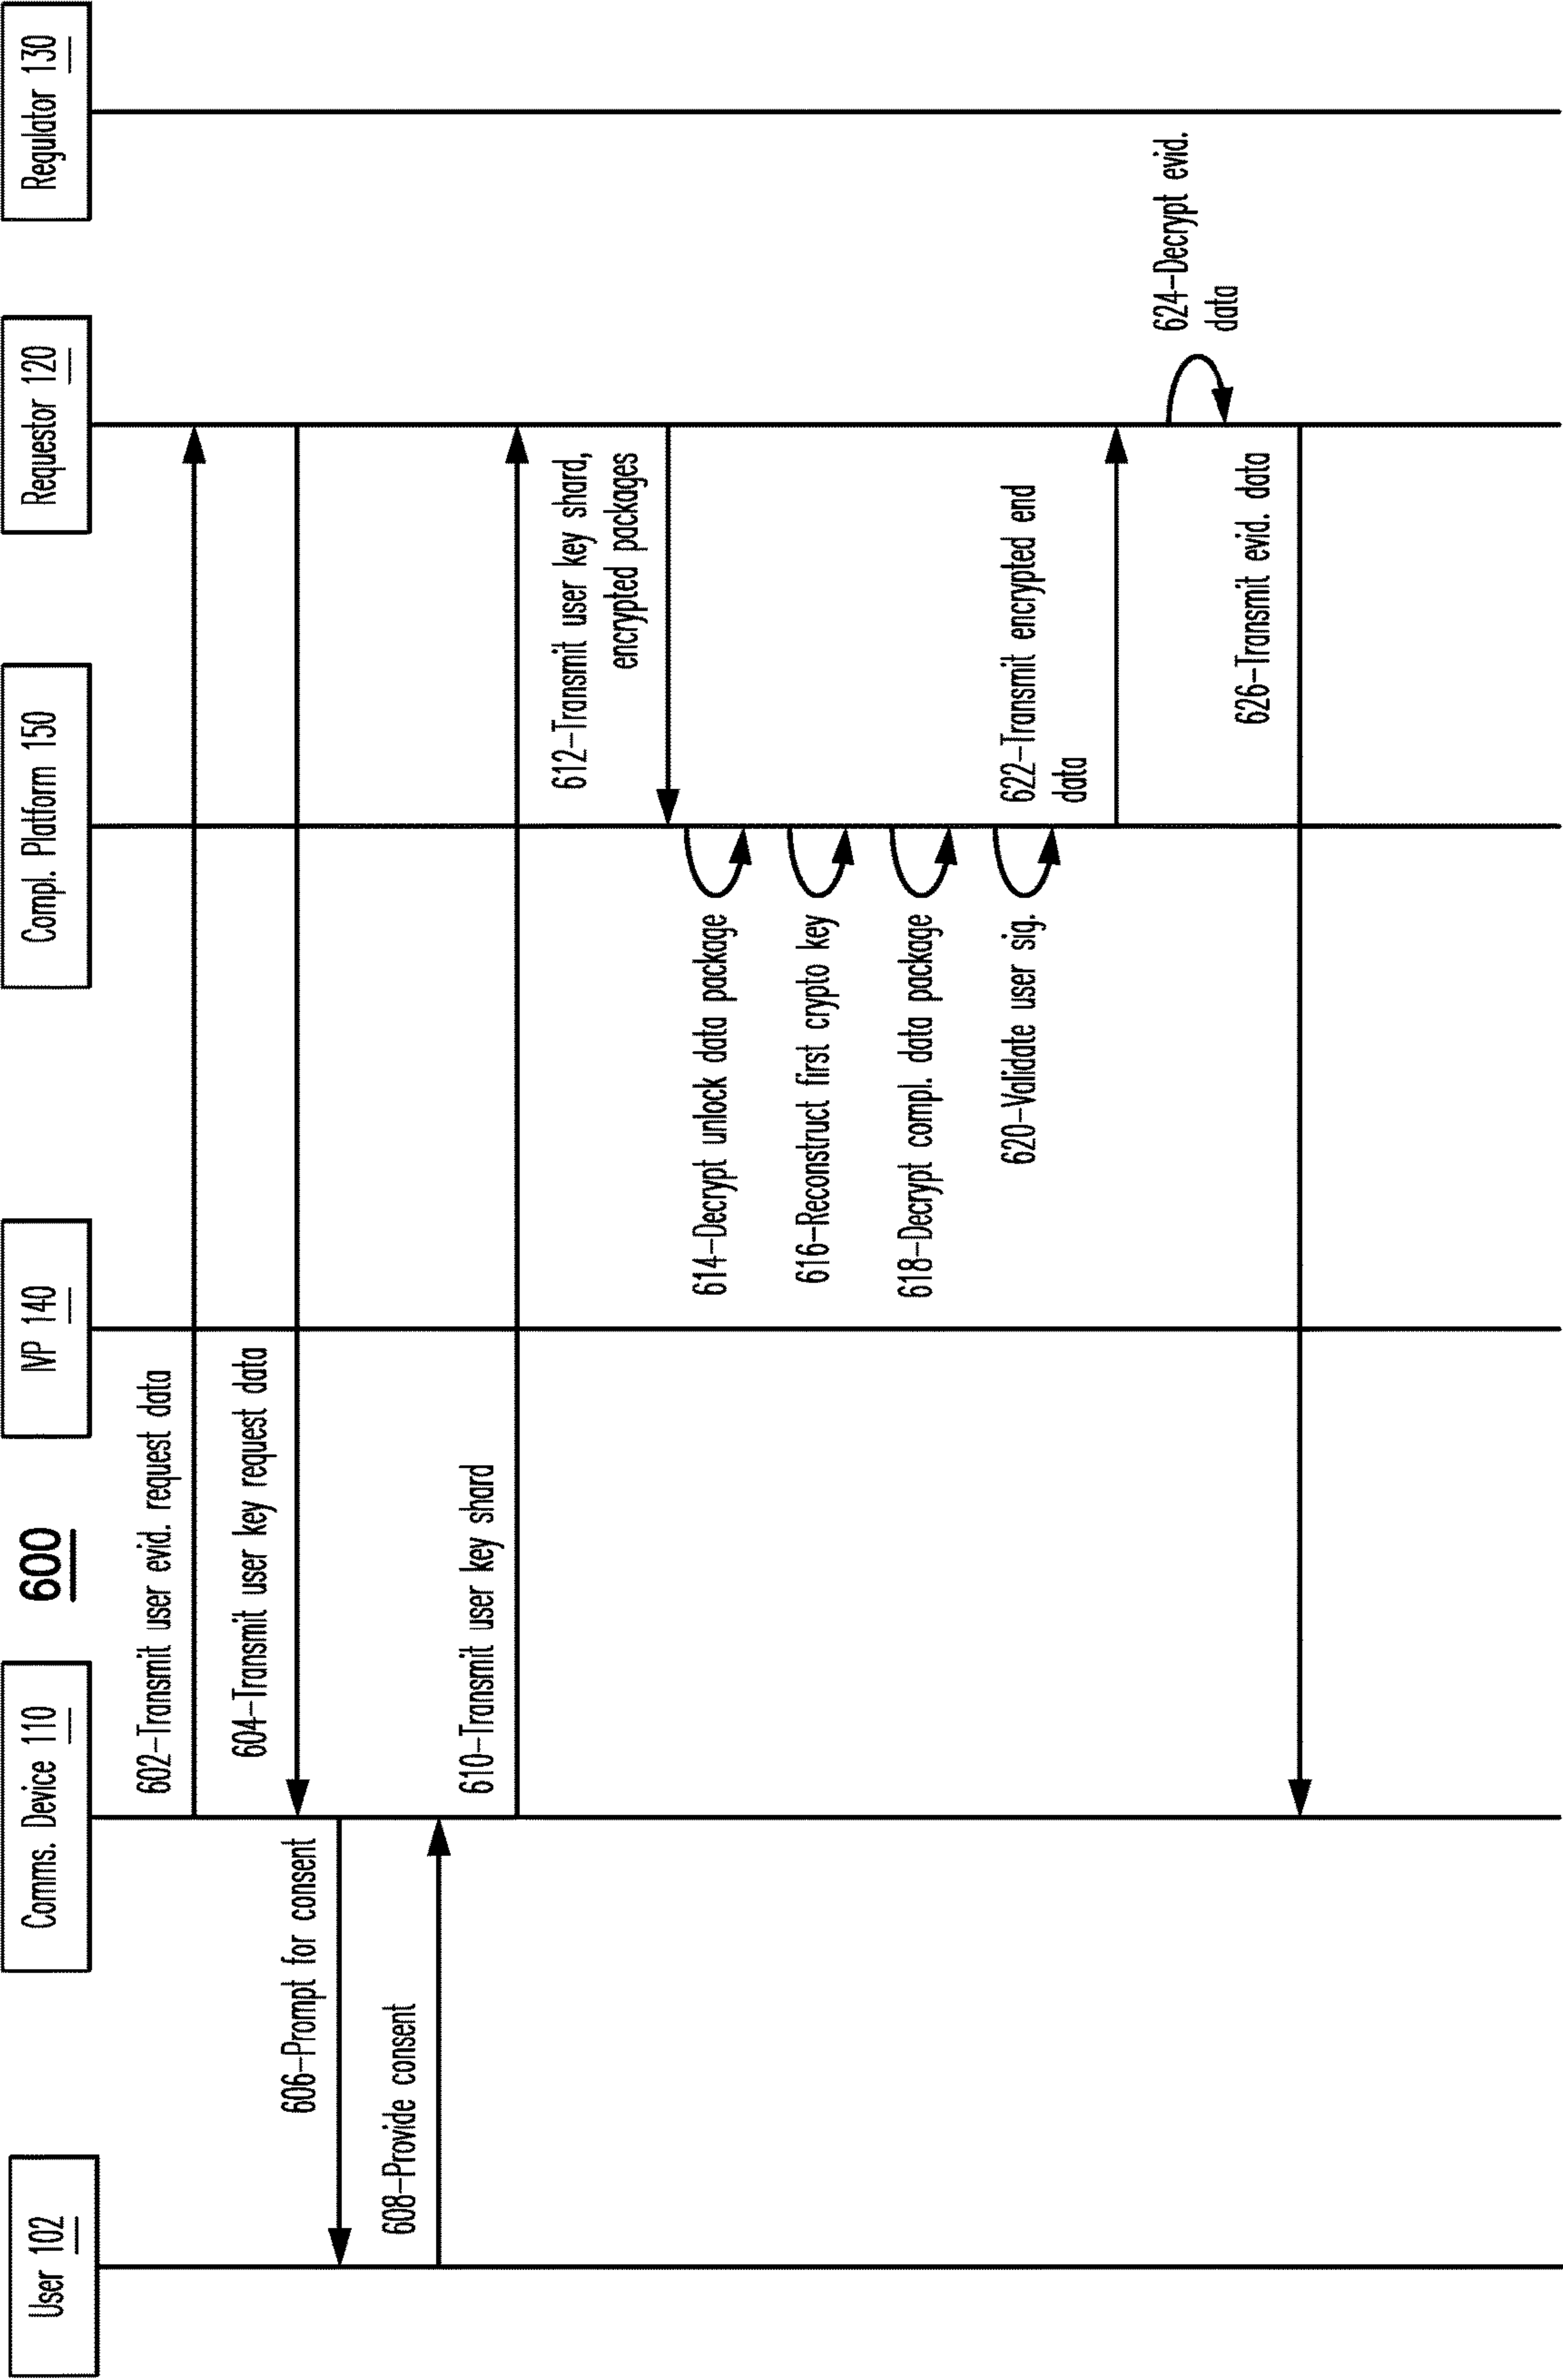 600
User 102
Comms. Device 110
IVP 140
Compl. Platform 150
Requestor 120
Regulator 130
602–Transmit user evid. request data
604–Transmit user key request data
606–Prompt for consent
608–Provide consent
610–Transmit user key shard
612–Transmit user key shard,
encrypted packages
614–Decrypt unlock data package
616–Reconstruct first crypto key
618–Decrypt compl. data package
620–Validate user sig.
622–Transmit encrypted end
data
624–Decrypt evid.
data
626–Transmit evid. data